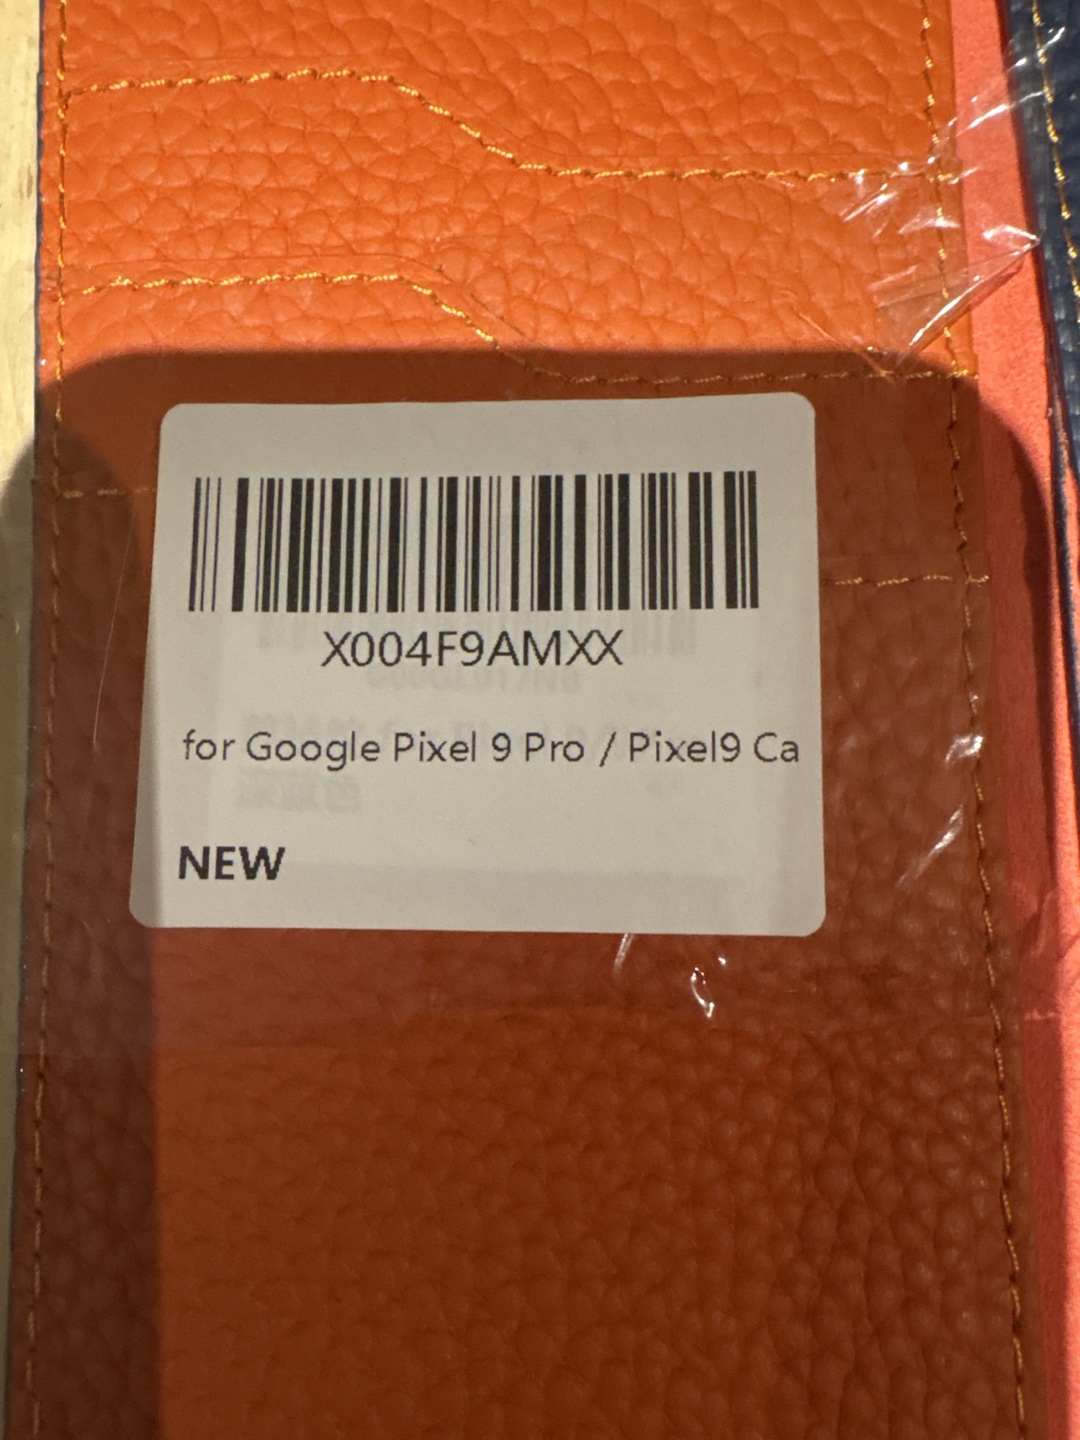 X004F9AMXX
for Google Pixel 9 Pro / Pixel9 Ca
NEW